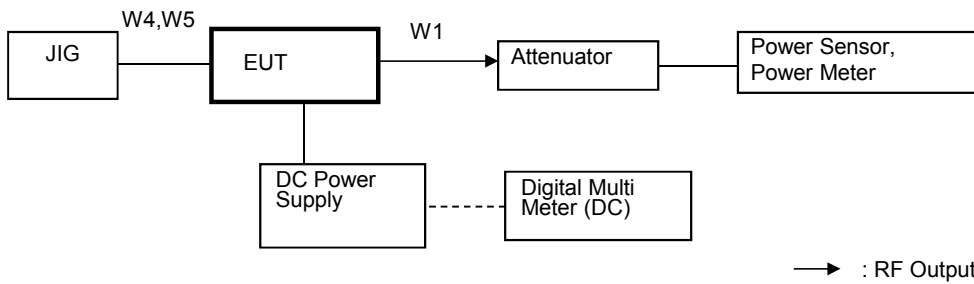 W4,W5
JIG
EUT
W1
Attenuator
Power Sensor,
Power Meter
DC Power
Supply
Digital Multi
Meter (DC)
: RF Output